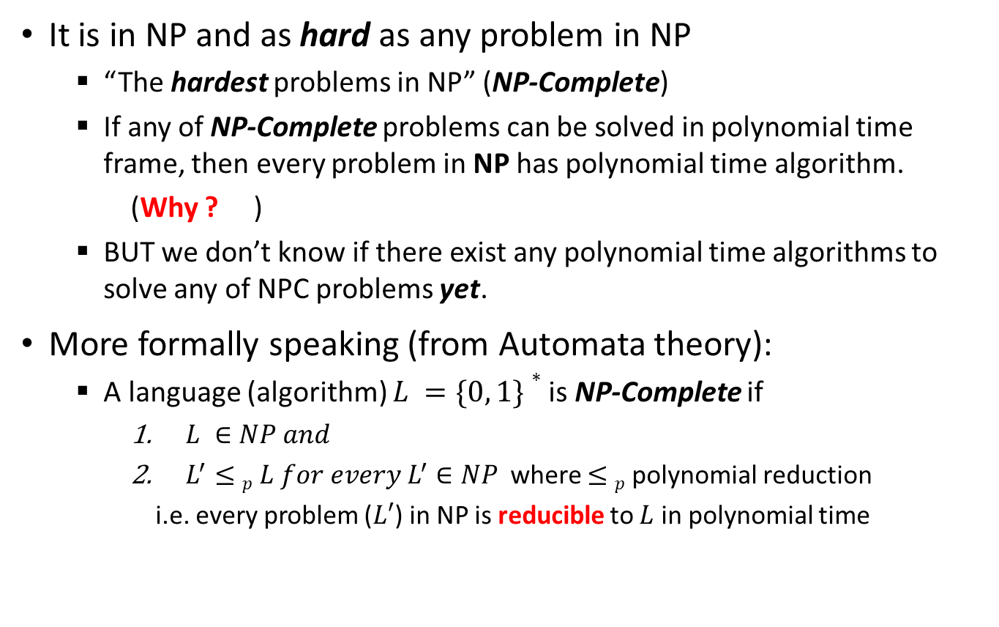 • It is in NP and as hard as any problem in NP
▪ “The hardest problems in NP” (NP-Complete)
▪ If any of NP-Complete problems can be solved in polynomial time
frame, then every problem in NP has polynomial time algorithm.
(Why ? )
▪ BUT we don’t know if there exist any polynomial time algorithms to
solve any of NPC problems yet.
• More formally speaking (from Automata theory):
▪ A language (algorithm) L = {0, 1} * is NP-Complete if
1. L ∈ NP and
2. L′ ≤ p L for every L′ ∈ NP where ≤ p polynomial reduction
i.e. every problem (L′) in NP is reducible to L in polynomial time